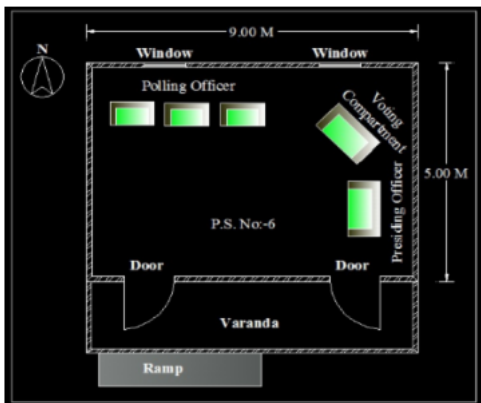 9.00 M
N
Window
Window
Polling Officer
Voting
Compartment
5.00 M
Presiding Officer
P.S. No:-6
Door
Door
Varanda
Ramp